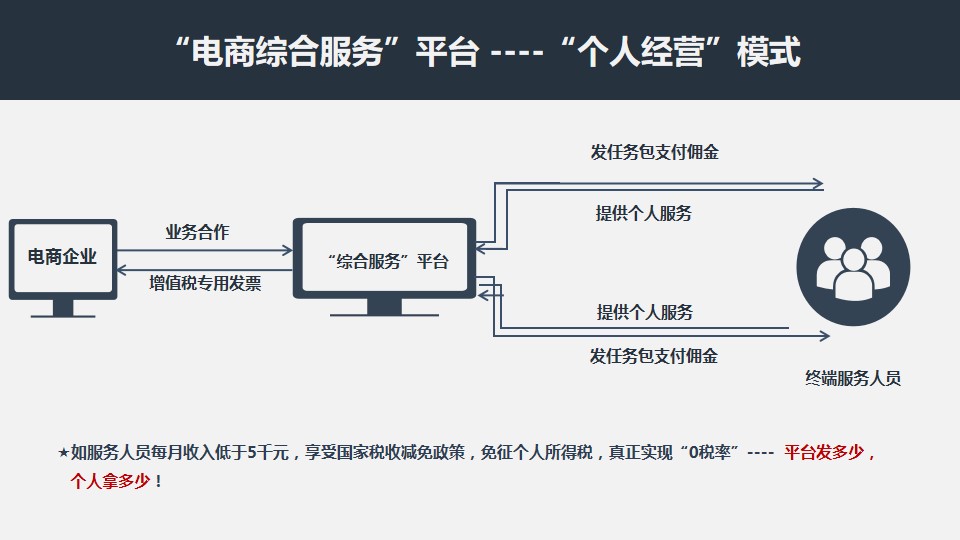 “电商综合服务”平台 ----“个人经营”模式
发任务包支付佣金
提供个人服务
业务合作
电商企业
“综合服务”平台
增值税专用发票
提供个人服务
发任务包支付佣金
终端服务人员
★如服务人员每月收入低于5千元，享受国家税收减免政策，免征个人所得税，真正实现“0税率”---- 平台发多少，
个人拿多少！